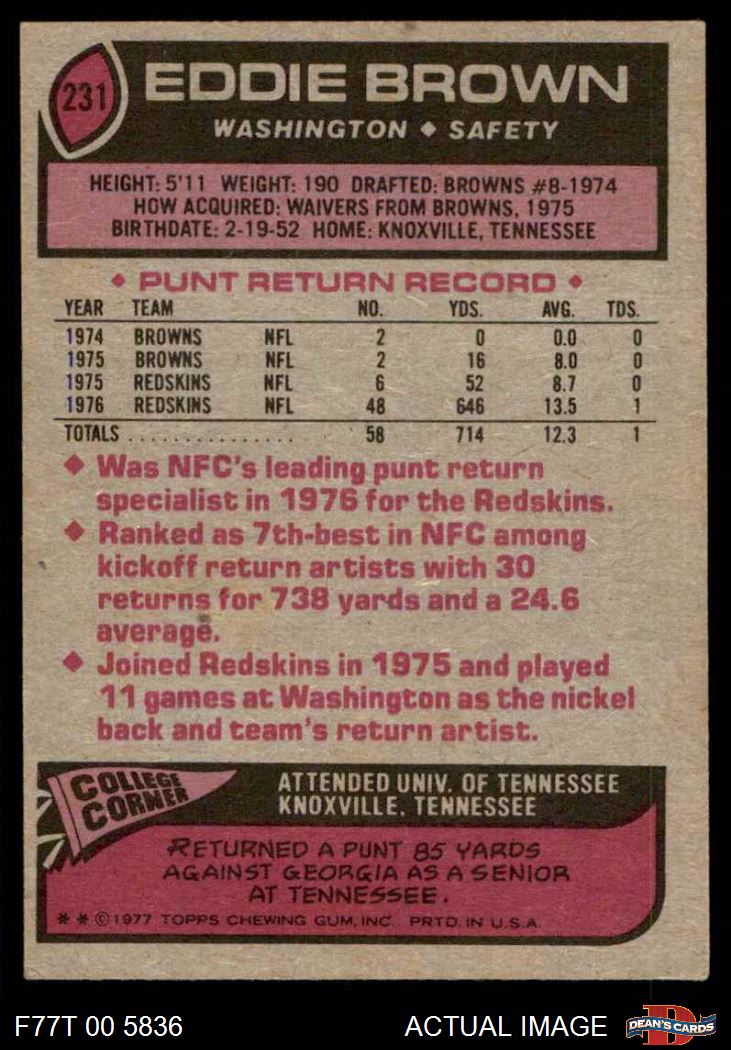 231
EDDIE BROWN
WASHINGTON ♦ SAFETY
HEIGHT: 5'11 WEIGHT: 190 DRAFTED: BROWNS #8-1974
HOW ACQUIRED: WAIVERS FROM BROWNS, 1975
BIRTHDATE: 2-19-52 HOME: KNOXVILLE, TENNESSEE
♦ PUNT RETURN RECORD ♦
YEAR TEAM NO. YDS. AVG. TDS.
1974 BROWNS NFL 2 0 0.0 0
1975 BROWNS NFL 2 16 8.0 0
1975 REDSKINS NFL 6 52 8.7 0
1976 REDSKINS NFL 48 646 13.5 1
TOTALS . . . . . . . . . . . . . . . . 58 714 12.3 1
♦ Was NFC's leading punt return
specialist in 1976 for the Redskins.
♦ Ranked as 7th-best in NFC among
kickoff return artists with 30
returns for 738 yards and a 24.6
average.
♦ Joined Redskins in 1975 and played
11 games at Washington as the nickel
back and team's return artist.
COLLEGE
CORNER
ATTENDED UNIV. OF TENNESSEE
KNOXVILLE, TENNESSEE
RETURNED A PUNT 85 YARDS
AGAINST GEORGIA AS A SENIOR
AT TENNESSEE.
* * © 1977 TOPPS CHEWING GUM, INC. PRTD. IN U.S.A.
F77T 00 5836
ACTUAL IMAGE
D
DEAN'S CARDS